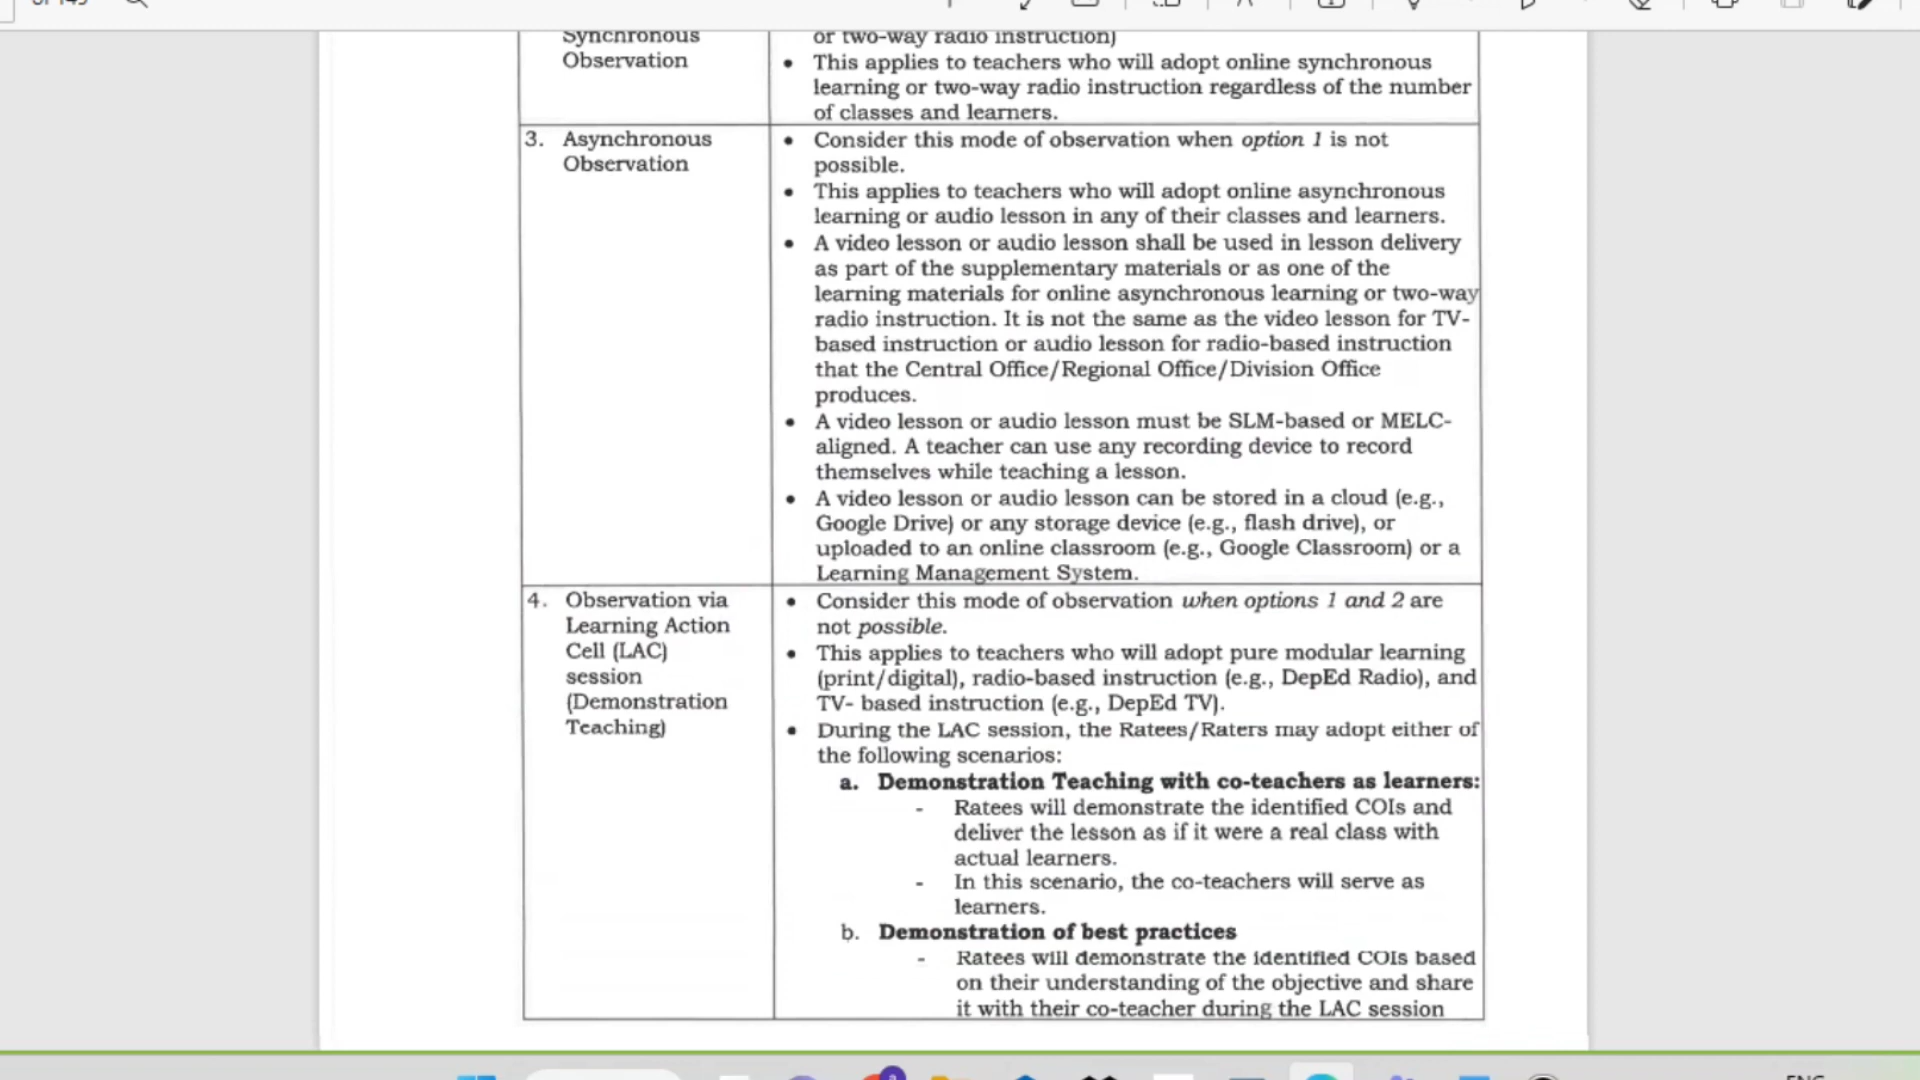 of 149
Synchronous
Observation
or two-way radio instruction)
• This applies to teachers who will adopt online synchronous
learning or two-way radio instruction regardless of the number
of classes and learners.
3. Asynchronous
Observation
• Consider this mode of observation when option 1 is not
possible.
• This applies to teachers who will adopt online asynchronous
learning or audio lesson in any of their classes and learners.
• A video lesson or audio lesson shall be used in lesson delivery
as part of the supplementary materials or as one of the
learning materials for online asynchronous learning or two-way
radio instruction. It is not the same as the video lesson for TV-
based instruction or audio lesson for radio-based instruction
that the Central Office/Regional Office/Division Office
produces.
• A video lesson or audio lesson must be SLM-based or MELC-
aligned. A teacher can use any recording device to record
themselves while teaching a lesson.
• A video lesson or audio lesson can be stored in a cloud (e.g.,
Google Drive) or any storage device (e.g., flash drive), or
uploaded to an online classroom (e.g., Google Classroom) or a
Learning Management System.
4. Observation via
Learning Action
Cell (LAC)
session
(Demonstration
Teaching)
• Consider this mode of observation when options 1 and 2 are
not possible.
• This applies to teachers who will adopt pure modular learning
(print/digital), radio-based instruction (e.g., DepEd Radio), and
TV- based instruction (e.g., DepEd TV).
• During the LAC session, the Ratees/Raters may adopt either of
the following scenarios:
a. Demonstration Teaching with co-teachers as learners:
- Ratees will demonstrate the identified COIs and
deliver the lesson as if it were a real class with
actual learners.
- In this scenario, the co-teachers will serve as
learners.
b. Demonstration of best practices
- Ratees will demonstrate the identified COIs based
on their understanding of the objective and share
it with their co-teacher during the LAC session
ENG